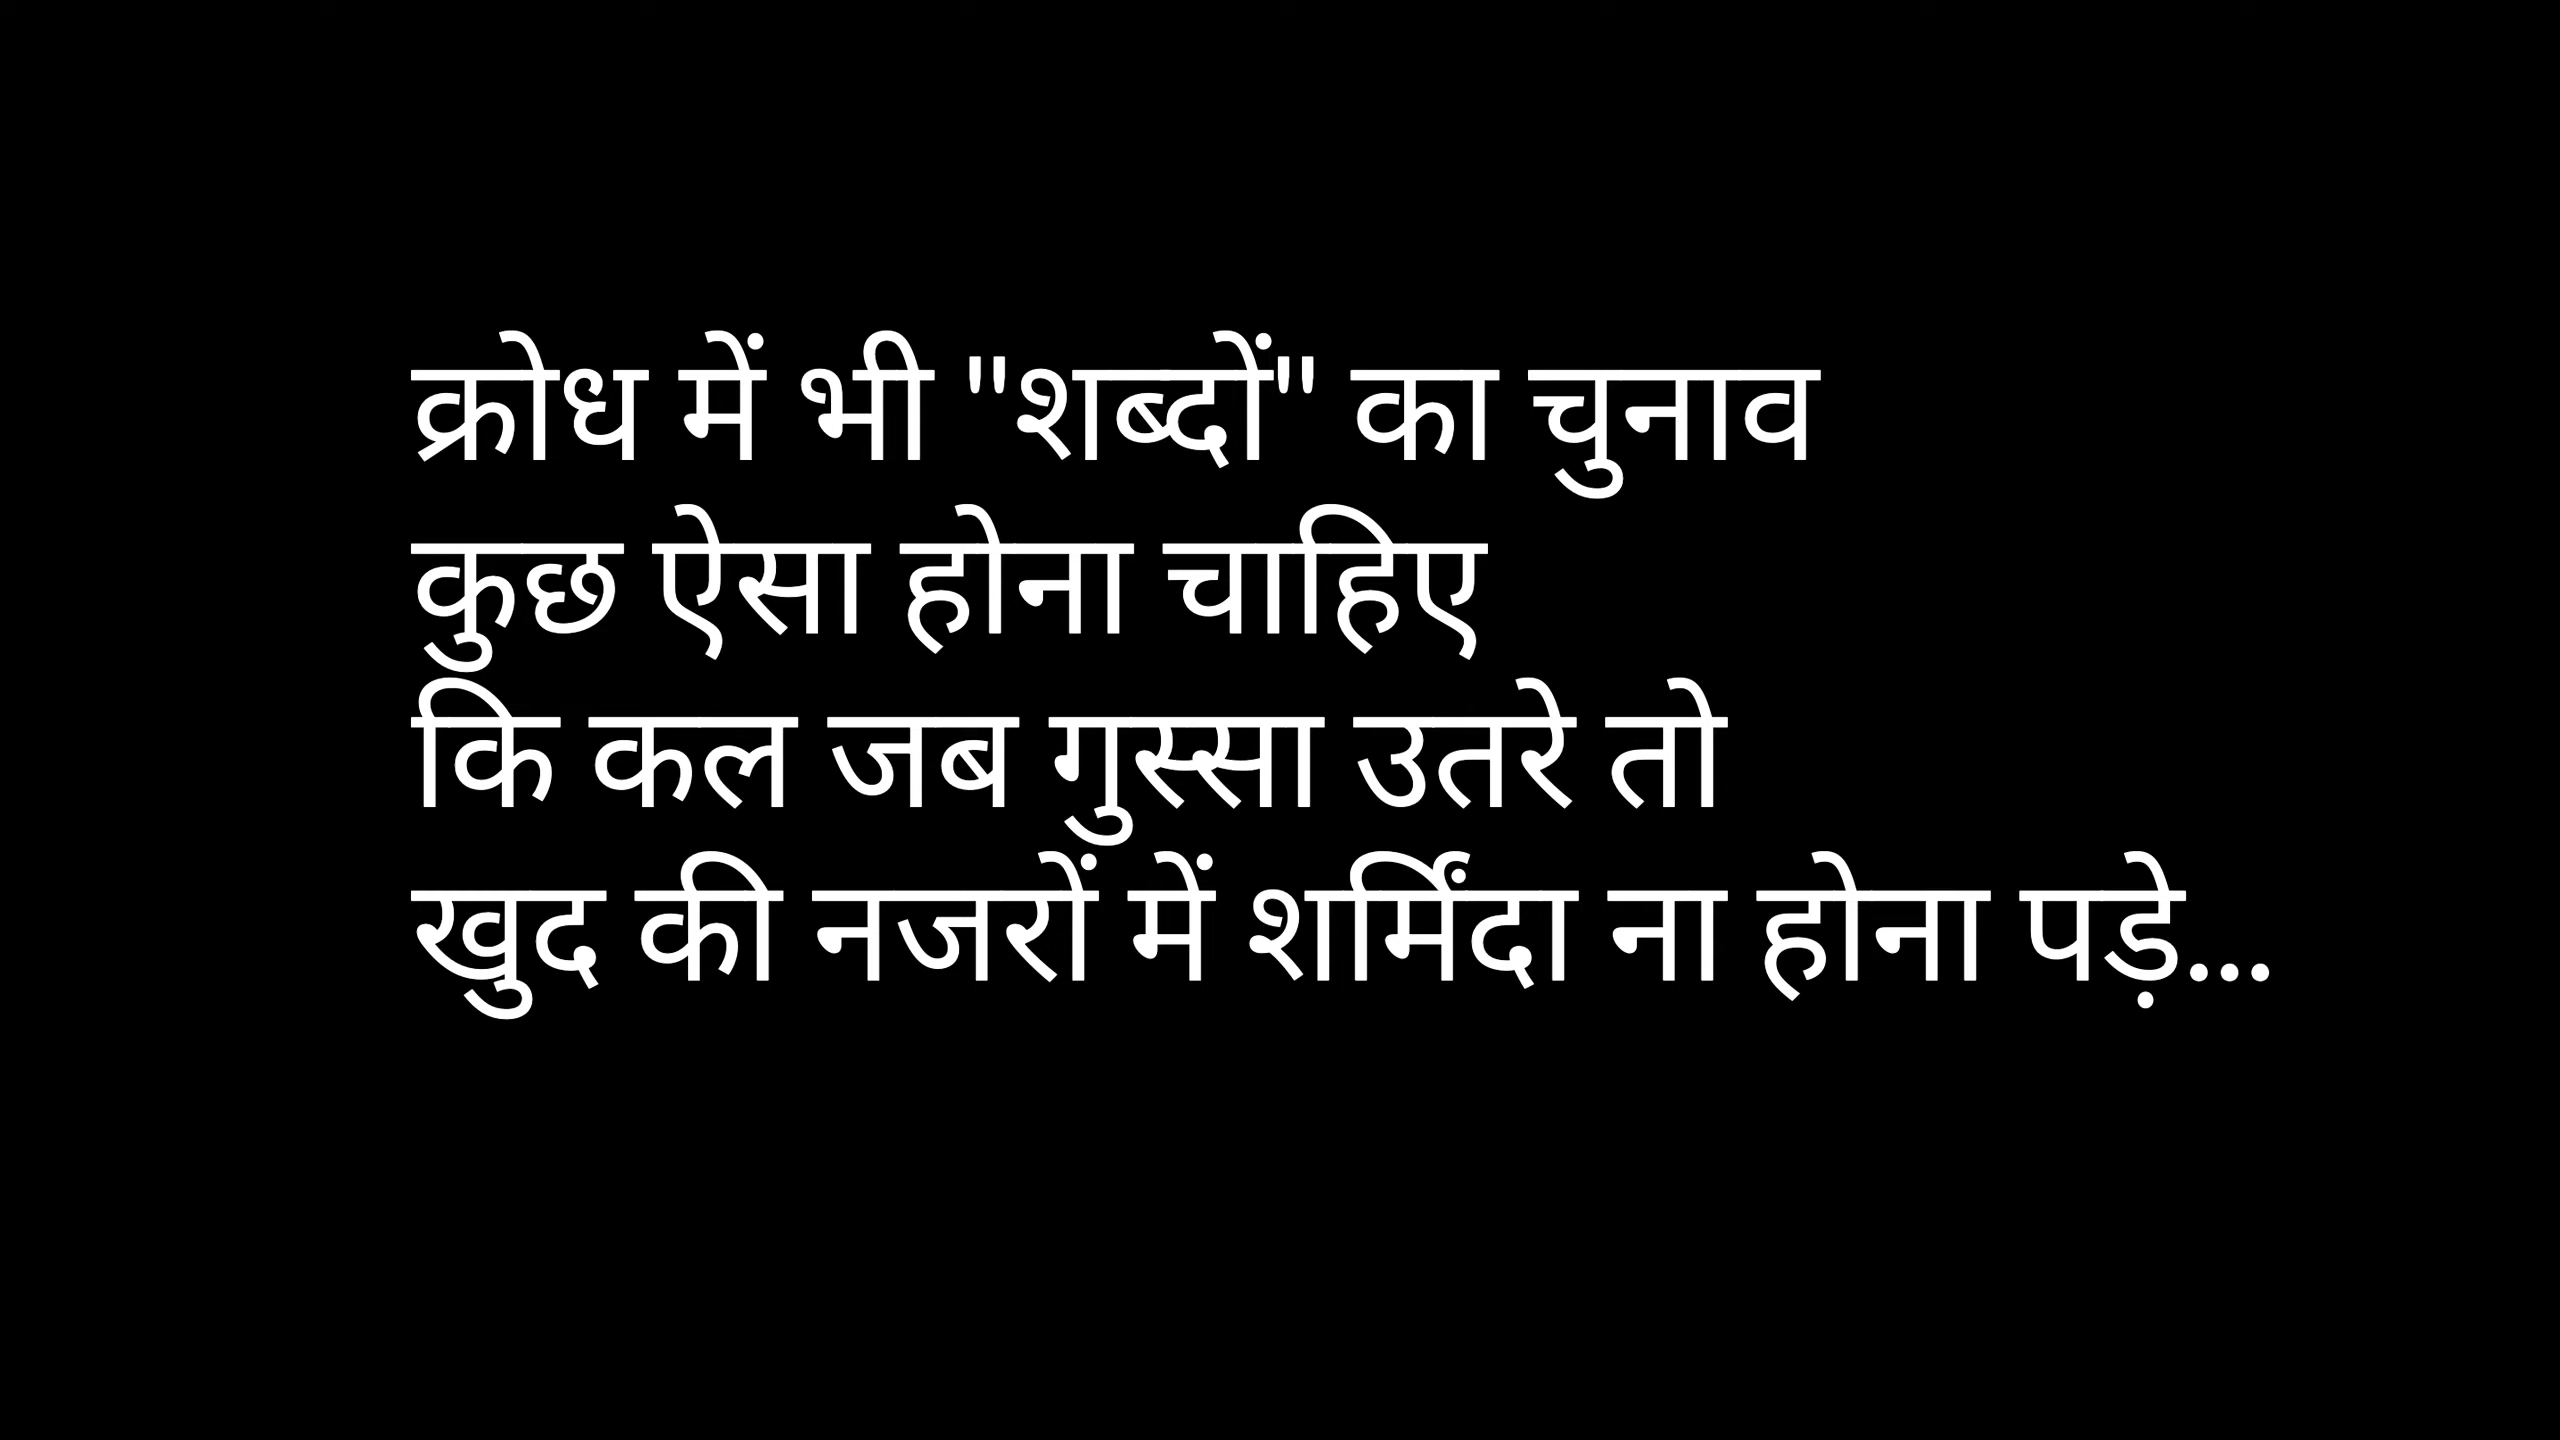 क्रोध में भी "शब्दों" का चुनाव
कुछ ऐसा होना चाहिए
कि कल जब गुस्सा उतरे तो
खुद की नजरों में शर्मिंदा ना होना पड़े...